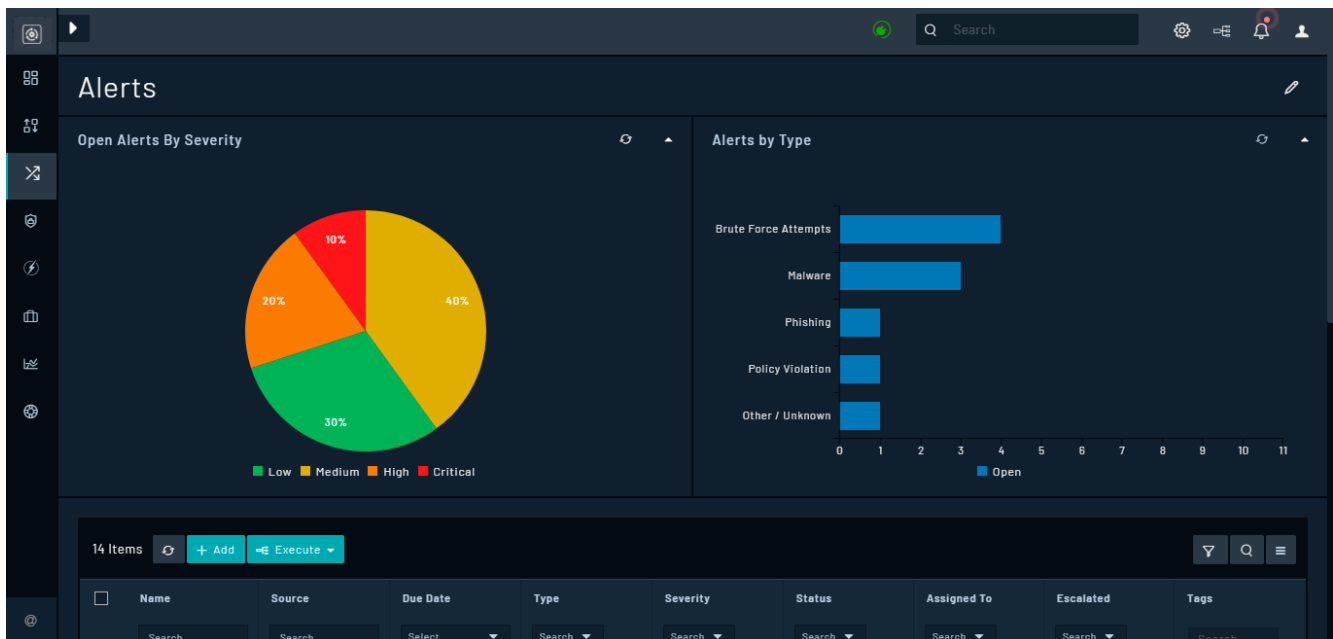 Search
Alerts
Open Alerts By Severity
10%
20%
40%
30%
Low Medium High Critical
Alerts by Type
Brute Force Attempts
Malware
Phishing
Policy Violation
Other / Unknown
0 1 2 3 4 5 6 7 8 9 10 11
Open
14 Items + Add Execute
Name Source Due Date Type Severity Status Assigned To Escalated Tags
Search Search Select Search Search Search Search Search Search
@